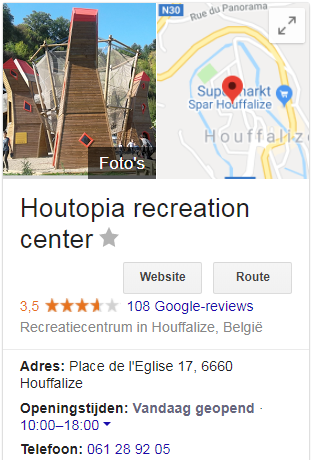 N30
Rue du Panorama
Supermarkt
Spar Houffalize
Houffalize
Foto's
Houtopia recreation
center
Website
Route
3,5
108 Google-reviews
Recreatiecentrum in Houffalize, België
Adres: Place de l'Eglise 17, 6660
Houffalize
Openingstijden: Vandaag geopend ·
10:00–18:00
Telefoon: 061 28 92 05